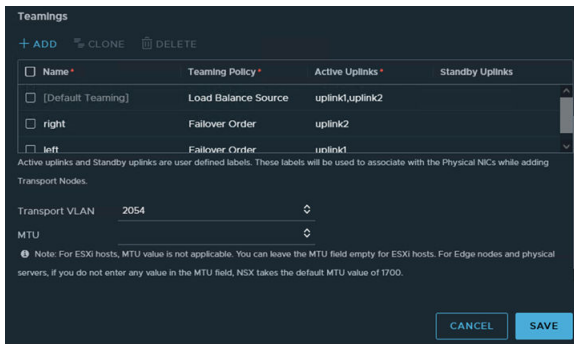 Teamings
+ ADD CLONE DELETE
Name * Teaming Policy * Active Uplinks * Standby Uplinks
[Default Teaming] Load Balance Source uplink1,uplink2
right Failover Order uplink2
left Failover Order uplink1
Active uplinks and Standby uplinks are user defined labels. These labels will be used to associate with the Physical NICs while adding
Transport Nodes.
Transport VLAN 2054
MTU
Note: For ESXi hosts, MTU value is not applicable. You can leave the MTU field empty for ESXi hosts. For Edge nodes and physical
servers, if you do not enter any value in the MTU field, NSX takes the default MTU value of 1700.
CANCEL SAVE